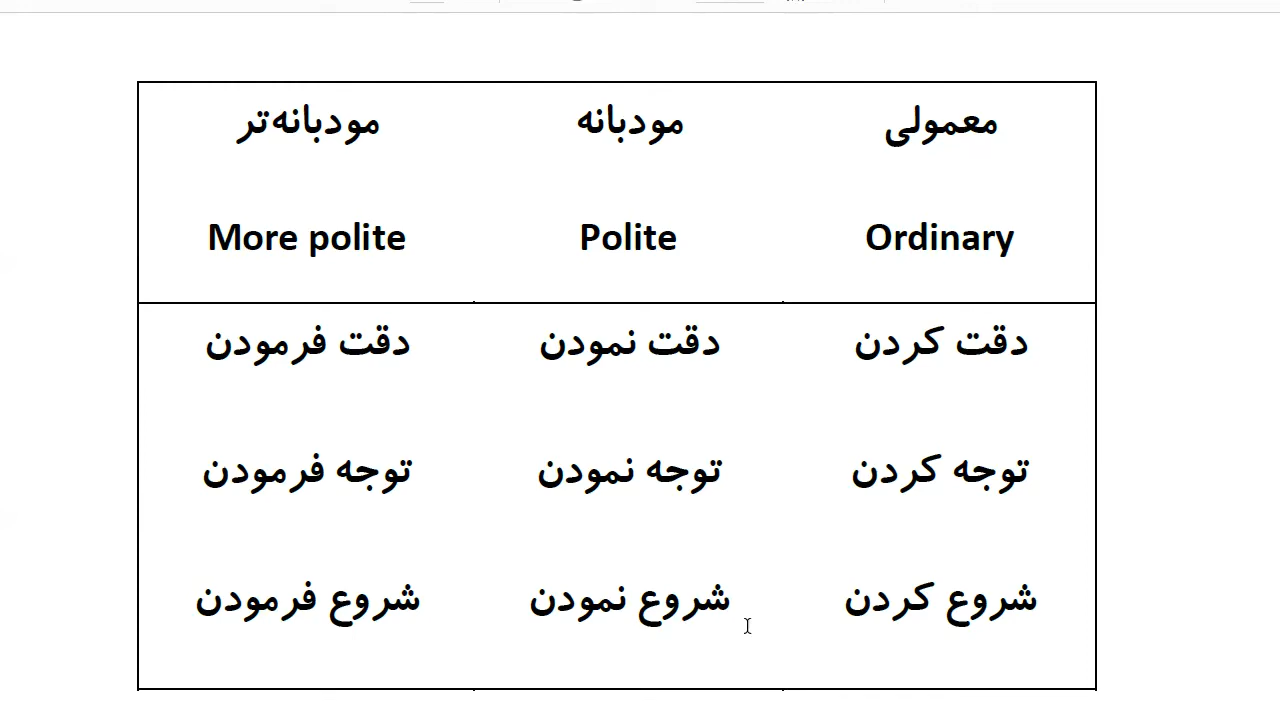 معمولی مودبانه مودبانه‌تر
Ordinary Polite More polite
دقت کردن دقت نمودن دقت فرمودن
توجه کردن توجه نمودن توجه فرمودن
شروع کردن شروع نمودن شروع فرمودن